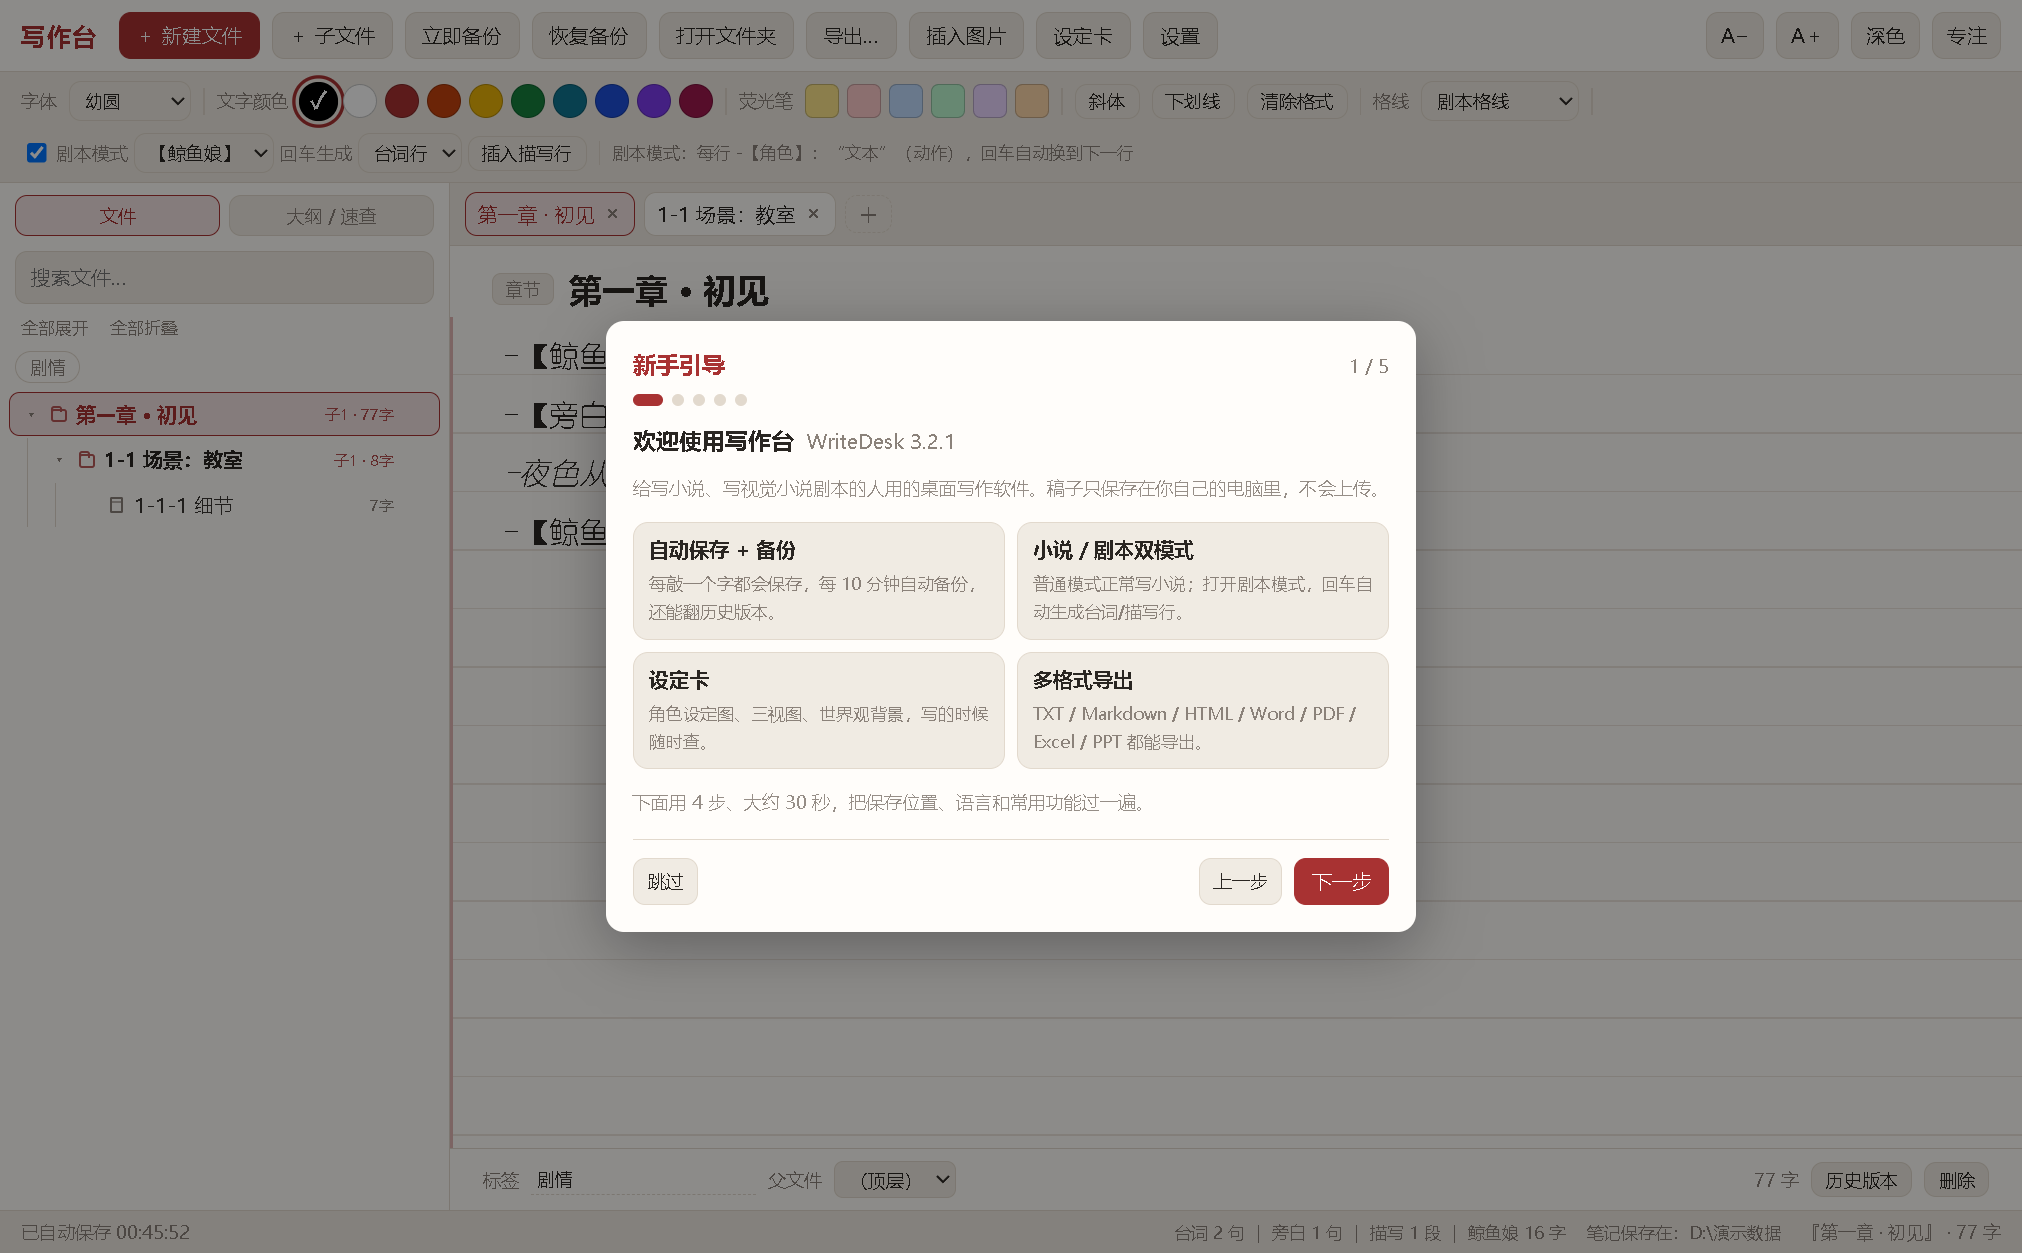 写作台 + 新建文件 + 子文件 立即备份 恢复备份 打开文件夹 导出... 插入图片 设定卡 设置 A− A+ 深色 专注
字体 幼圆 文字颜色 荧光笔 斜体 下划线 清除格式 格线 剧本格线
剧本模式 【鲸鱼娘】 回车生成 台词行 插入描写行 剧本模式：每行 -【角色】：“文本”（动作），回车自动换到下一行
文件 大纲 / 速查
第一章 · 初见 × 1-1 场景：教室 × +
搜索文件...
全部展开 全部折叠
剧情
第一章 • 初见 子1 · 77字
1-1 场景：教室 子1 · 8字
1-1-1 细节 7字
章节 第一章 • 初见
–【鲸鱼
–【旁白
–夜色从
–【鲸鱼
新手引导 1 / 5
欢迎使用写作台 WriteDesk 3.2.1
给写小说、写视觉小说剧本的人用的桌面写作软件。稿子只保存在你自己的电脑里，不会上传。
自动保存 + 备份
每敲一个字都会保存，每 10 分钟自动备份，
还能翻历史版本。
小说 / 剧本双模式
普通模式正常写小说；打开剧本模式，回车自
动生成台词/描写行。
设定卡
角色设定图、三视图、世界观背景，写的时候
随时查。
多格式导出
TXT / Markdown / HTML / Word / PDF /
Excel / PPT 都能导出。
下面用 4 步、大约 30 秒，把保存位置、语言和常用功能过一遍。
跳过 上一步 下一步
标签 剧情 父文件 （顶层） 77 字 历史版本 删除
已自动保存 00:45:52 台词 2 句 | 旁白 1 句 | 描写 1 段 | 鲸鱼娘 16 字 笔记保存在：D:\演示数据 『第一章 · 初见』 · 77 字